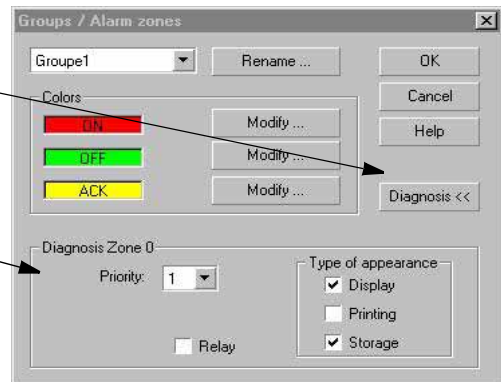 Groups / Alarm zones
Groupe1
Rename ...
OK
Colors
Cancel
ON
Modify ...
Help
OFF
Modify ...
ACK
Modify ...
Diagnosis <<
Diagnosis Zone 0
Type of appearance
Priority: 1
Display
Printing
Relay
Storage